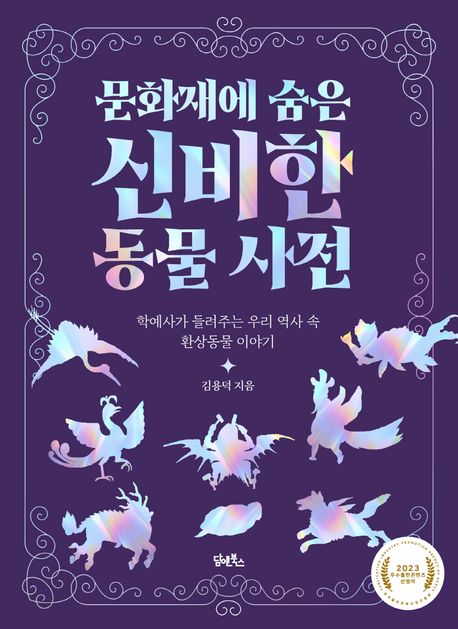 문화재에 숨은
신비한
동물 사전
학예사가 들려주는 우리 역사 속
환상동물 이야기
김용덕 지음
담앤북스
2023
우수출판콘텐츠
선정작